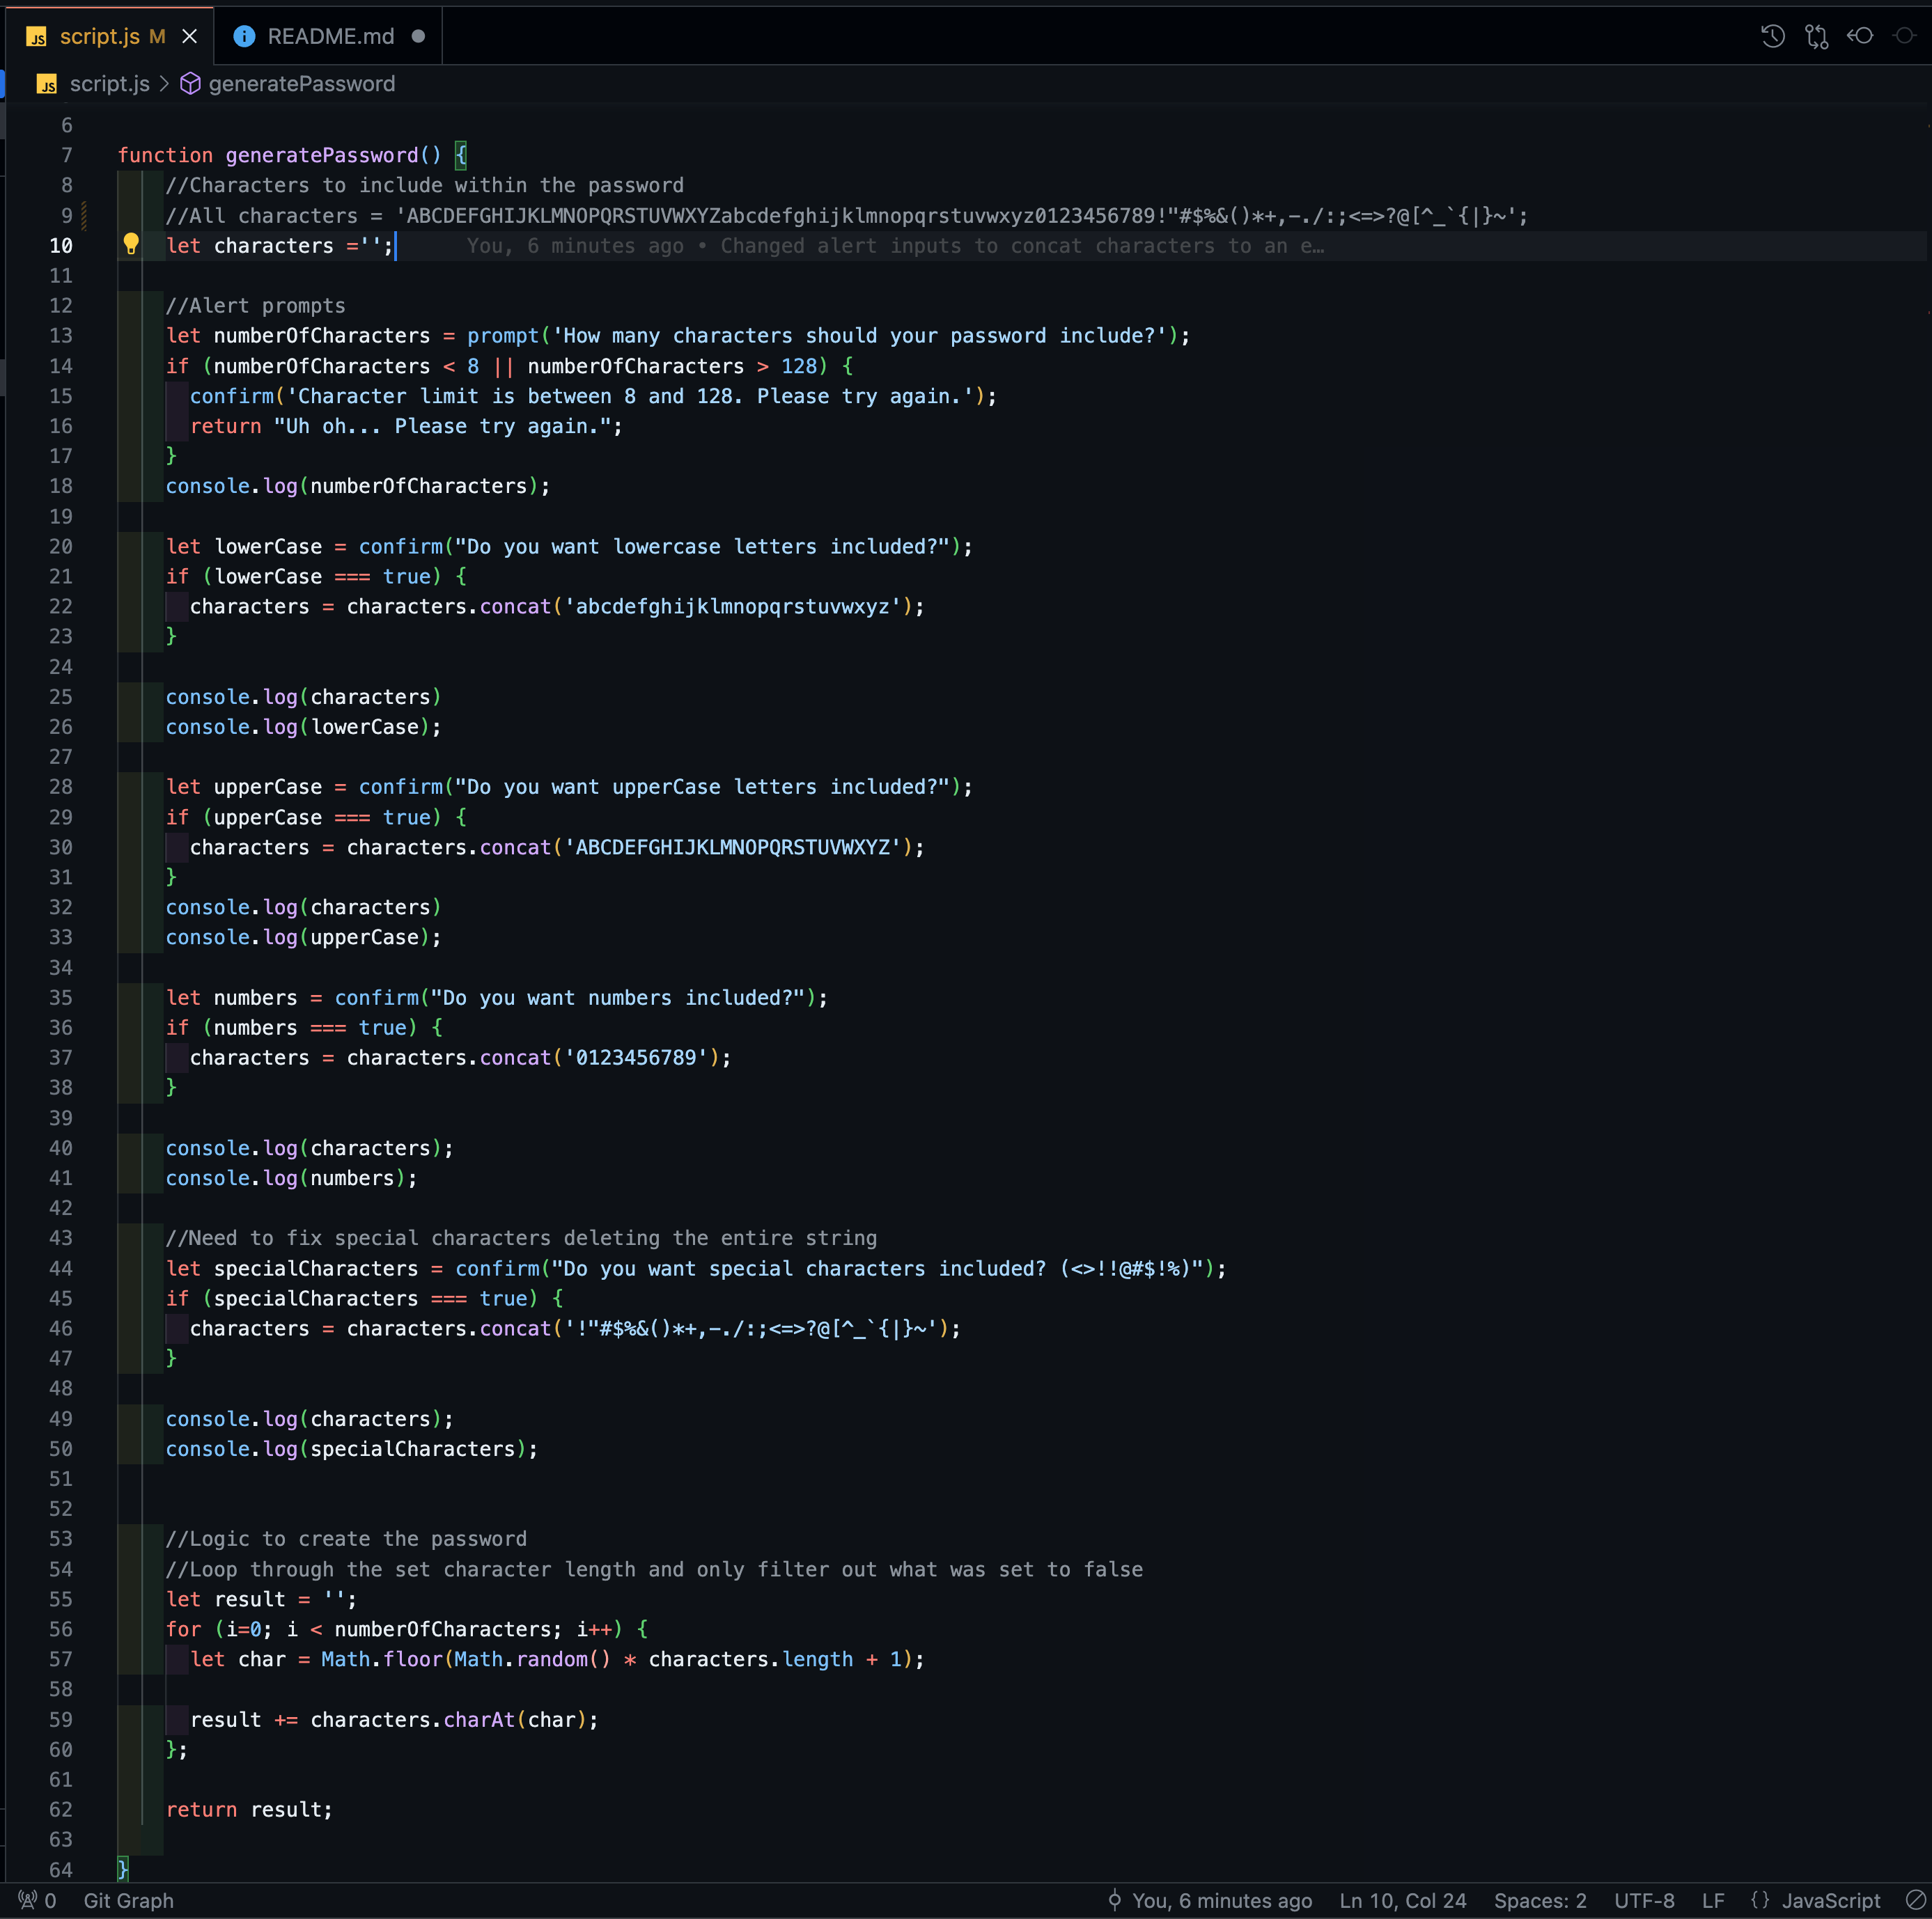 JS script.js M × README.md
JS script.js > generatePassword
6
7 function generatePassword() {
8 //Characters to include within the password
9 //All characters = 'ABCDEFGHIJKLMNOPQRSTUVWXYZabcdefghijklmnopqrstuvwxyz0123456789!"#$%&()*+,-./:;<=>?@[^_`{|}~';
10 let characters =''; You, 6 minutes ago • Changed alert inputs to concat characters to an e…
11
12 //Alert prompts
13 let numberOfCharacters = prompt('How many characters should your password include?');
14 if (numberOfCharacters < 8 || numberOfCharacters > 128) {
15 confirm('Character limit is between 8 and 128. Please try again.');
16 return "Uh oh... Please try again.";
17 }
18 console.log(numberOfCharacters);
19
20 let lowerCase = confirm("Do you want lowercase letters included?");
21 if (lowerCase === true) {
22 characters = characters.concat('abcdefghijklmnopqrstuvwxyz');
23 }
24
25 console.log(characters)
26 console.log(lowerCase);
27
28 let upperCase = confirm("Do you want upperCase letters included?");
29 if (upperCase === true) {
30 characters = characters.concat('ABCDEFGHIJKLMNOPQRSTUVWXYZ');
31 }
32 console.log(characters)
33 console.log(upperCase);
34
35 let numbers = confirm("Do you want numbers included?");
36 if (numbers === true) {
37 characters = characters.concat('0123456789');
38 }
39
40 console.log(characters);
41 console.log(numbers);
42
43 //Need to fix special characters deleting the entire string
44 let specialCharacters = confirm("Do you want special characters included? (<>!!@#$!%)");
45 if (specialCharacters === true) {
46 characters = characters.concat('!"#$%&()*+,-./:;<=>?@[^_`{|}~');
47 }
48
49 console.log(characters);
50 console.log(specialCharacters);
51
52
53 //Logic to create the password
54 //Loop through the set character length and only filter out what was set to false
55 let result = '';
56 for (i=0; i < numberOfCharacters; i++) {
57 let char = Math.floor(Math.random() * characters.length + 1);
58
59 result += characters.charAt(char);
60 };
61
62 return result;
63
64 }
0 Git Graph You, 6 minutes ago Ln 10, Col 24 Spaces: 2 UTF-8 LF {} JavaScript